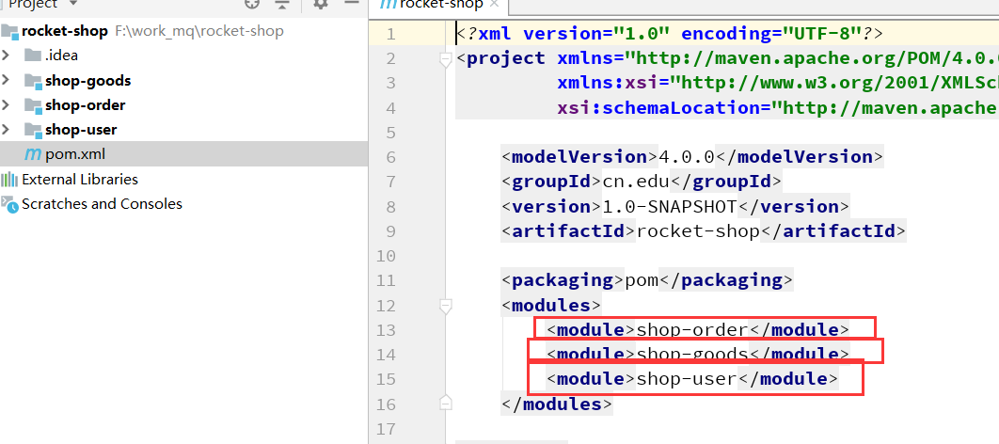 Project
rocket-shop F:\work_mq\rocket-shop
.idea
shop-goods
shop-order
shop-user
pom.xml
External Libraries
Scratches and Consoles
rocket-shop
1 <?xml version="1.0" encoding="UTF-8"?>
2 <project xmlns="http://maven.apache.org/POM/4.0.
3 xmlns:xsi="http://www.w3.org/2001/XMLSc
4 xsi:schemaLocation="http://maven.apache
5
6 <modelVersion>4.0.0</modelVersion>
7 <groupId>cn.edu</groupId>
8 <version>1.0-SNAPSHOT</version>
9 <artifactId>rocket-shop</artifactId>
10
11 <packaging>pom</packaging>
12 <modules>
13 <module>shop-order</module>
14 <module>shop-goods</module>
15 <module>shop-user</module>
16 </modules>
17